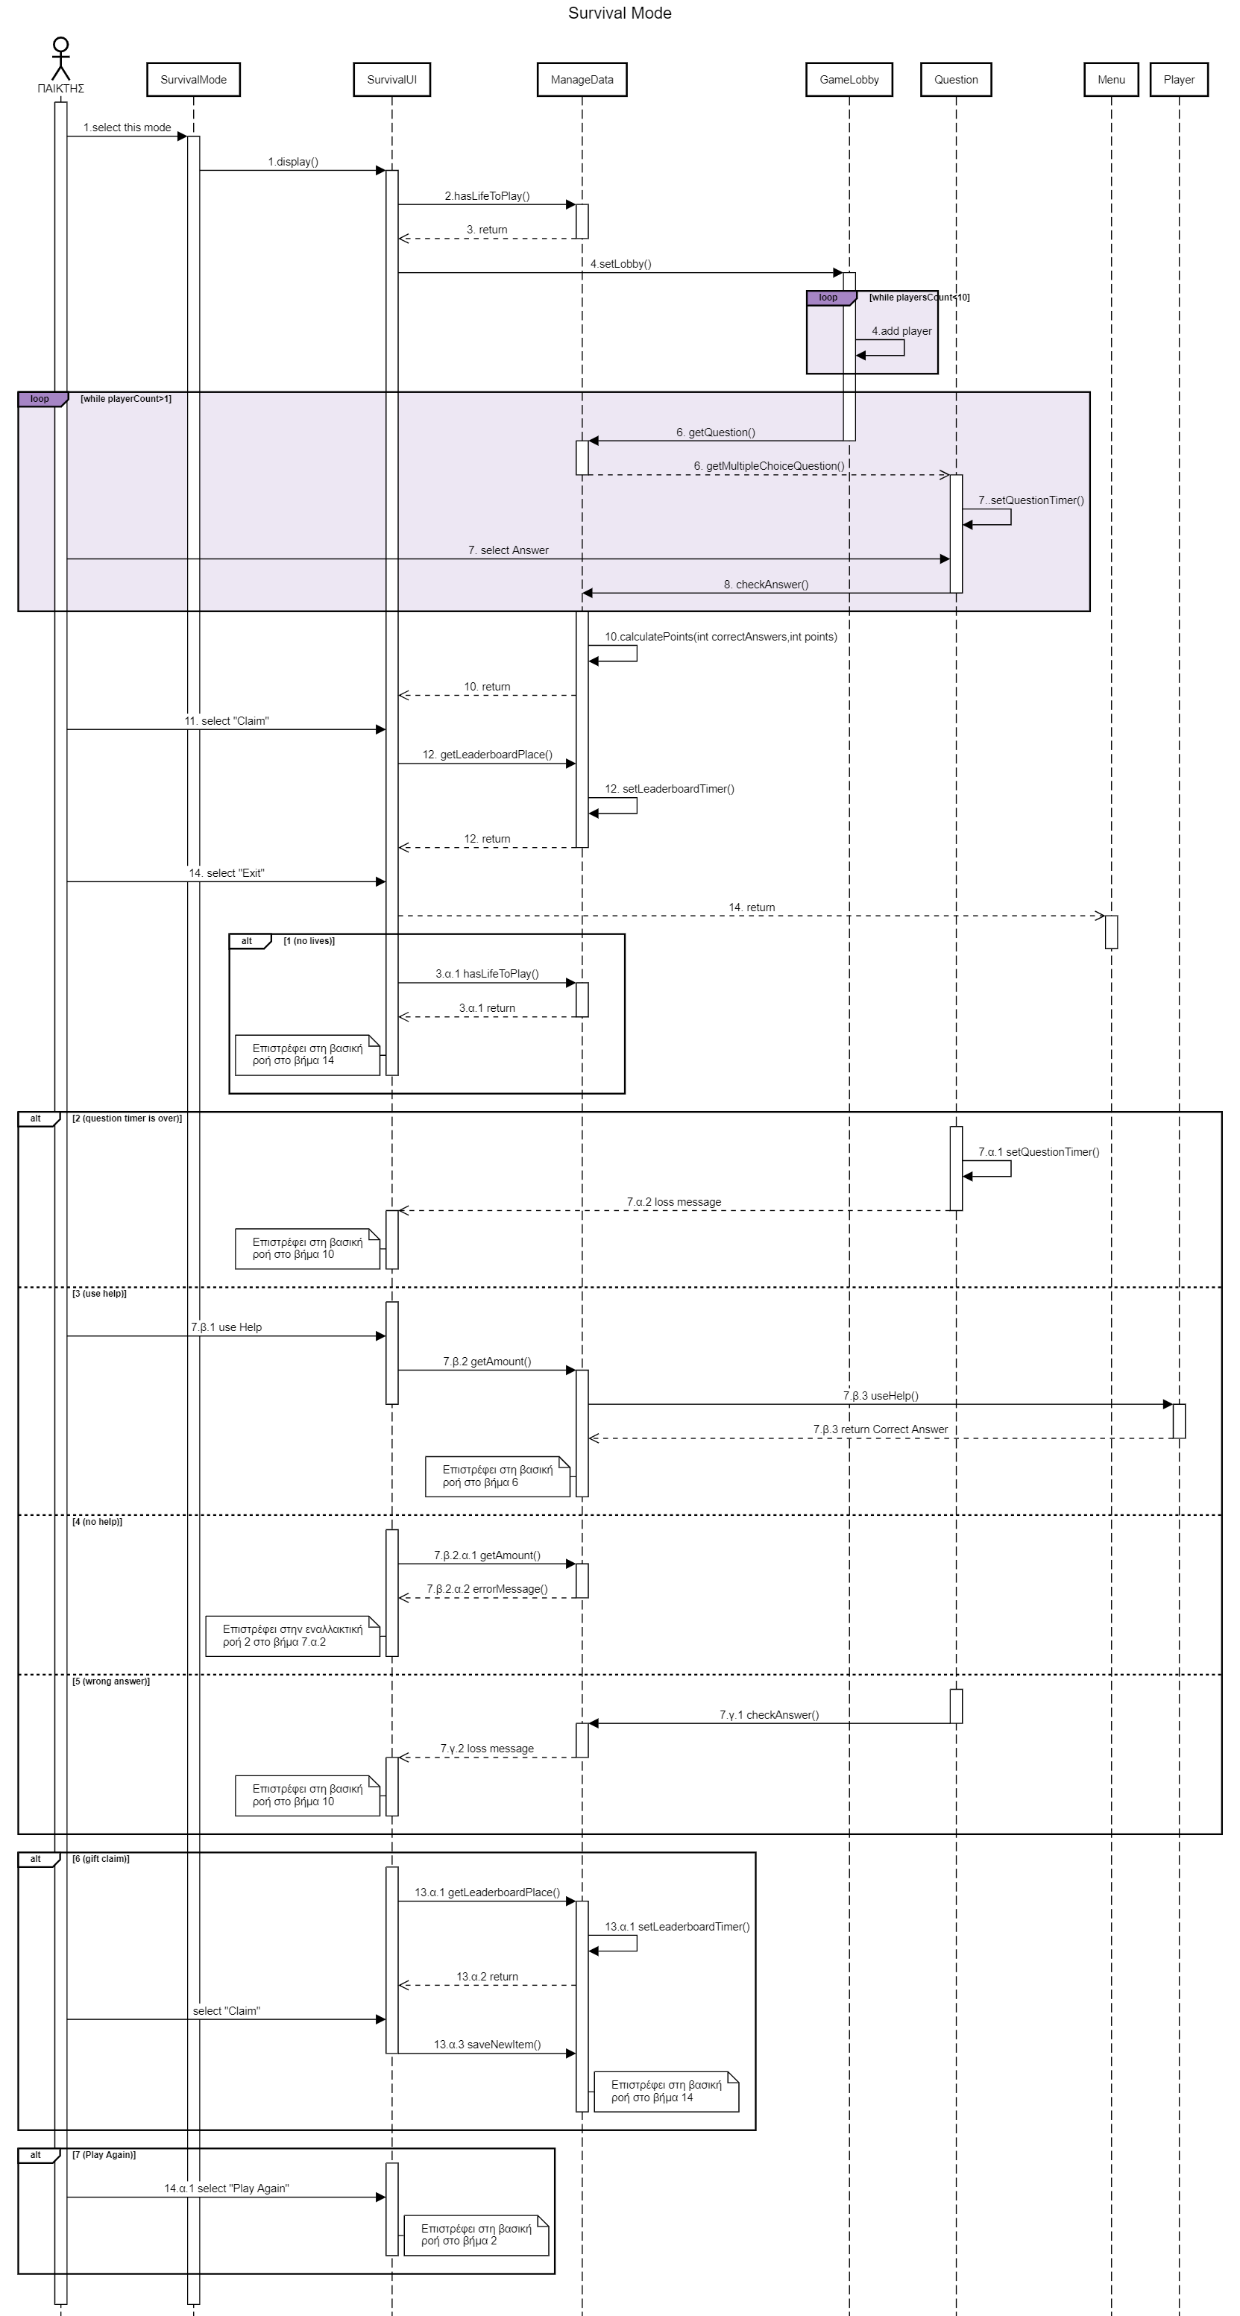 Survival Mode
ΠΑΙΚΤΗΣ
SurvivalMode
SurvivalUI
ManageData
GameLobby
Question
Menu
Player
1.select this mode
1.display()
2.hasLifeToPlay()
3. return
4.setLobby()
loop
[while playersCount<10]
4.add player
loop
[while playerCount>1]
6. getQuestion()
6. getMultipleChoiceQuestion()
7..setQuestionTimer()
7. select Answer
8. checkAnswer()
10.calculatePoints(int correctAnswers,int points)
10. return
11. select "Claim"
12. getLeaderboardPlace()
12. setLeaderboardTimer()
12. return
14. select "Exit"
14. return
alt
[1 (no lives)]
3.α.1 hasLifeToPlay()
3.α.1 return
Επιστρέφει στη βασική
ροή στο βήμα 14
alt
[2 (question timer is over)]
7.α.1 setQuestionTimer()
7.α.2 loss message
Επιστρέφει στη βασική
ροή στο βήμα 10
[3 (use help)]
7.β.1 use Help
7.β.2 getAmount()
7.β.3 useHelp()
7.β.3 return Correct Answer
Επιστρέφει στη βασική
ροή στο βήμα 6
[4 (no help)]
7.β.2.α.1 getAmount()
7.β.2.α.2 errorMessage()
Επιστρέφει στην εναλλακτική
ροή 2 στο βήμα 7.α.2
[5 (wrong answer)]
7.γ.1 checkAnswer()
7.γ.2 loss message
Επιστρέφει στη βασική
ροή στο βήμα 10
alt
[6 (gift claim)]
13.α.1 getLeaderboardPlace()
13.α.1 setLeaderboardTimer()
13.α.2 return
select "Claim"
13.α.3 saveNewItem()
Επιστρέφει στη βασική
ροή στο βήμα 14
alt
[7 (Play Again)]
14.α.1 select "Play Again"
Επιστρέφει στη βασική
ροή στο βήμα 2